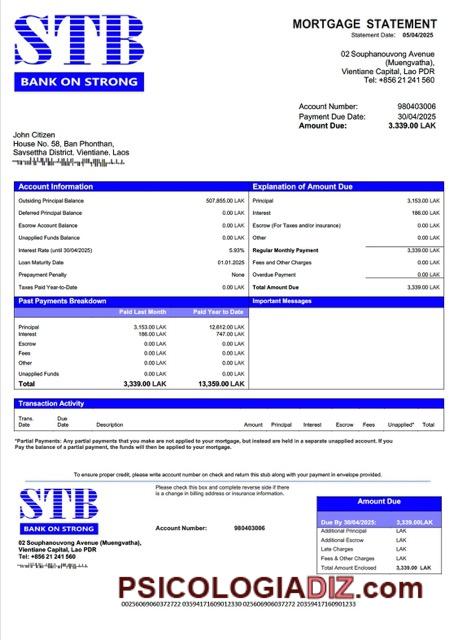 STB
BANK ON STRONG
MORTGAGE STATEMENT
Statement Date: 05/04/2025
02 Souphanouvong Avenue
(Muengvatha),
Vientiane Capital, Lao PDR
Tel: +856 21 241 560
Account Number: 980403006
Payment Due Date: 30/04/2025
Amount Due: 3.339.00 LAK
John Citizen
House No. 58, Ban Phonthan,
Savsettha District. Vientiane. Laos
Account Information
Outsiding Principal Balance 507,855.00 LAK
Deferred Principal Balance 0.00 LAK
Escrow Account Balance 0.00 LAK
Unapplied Funds Balance 0.00 LAK
Interest Rate (until 30/04/2025) 5.93%
Loan Maturity Date 01.01.2025
Prepayment Penalty None
Taxes Paid Year-to-Date 0.00 LAK
Explanation of Amount Due
Principal 3,153.00 LAK
Interest 186.00 LAK
Escrow (For Taxes and/or insurance) 0.00 LAK
Other 0.00 LAK
Regular Monthly Payment 3,339.00 LAK
Fees and Other Charges 0.00 LAK
Overdue Payment 0.00 LAK
Total Amount Due 3,339.00 LAK
Past Payments Breakdown
Paid Last Month Paid Year to Date
Principal 3,153.00 LAK 12,612.00 LAK
Interest 186.00 LAK 747.00 LAK
Escrow 0.00 LAK 0.00 LAK
Fees 0.00 LAK 0.00 LAK
Other 0.00 LAK 0.00 LAK
Unapplied Funds 0.00 LAK 0.00 LAK
Total 3,339.00 LAK 13,359.00 LAK
Important Messages
Transaction Activity
Trans. Date Due Date Description Amount Principal Interest Escrow Fees Unapplied* Total
*Partial Payments: Any partial payments that you make are not applied to your mortgage, but instead are held in a separate unapplied account. If you
Pay the balance of a partial payment, the funds will then be applied to your mortgage.
To ensure proper credit, please write account number on check and return this stub along with your payment in envelope provided.
STB
BANK ON STRONG
Please check this box and complete reverse side if there
is a change in billing address or insurance information.
Account Number: 980403006
02 Souphanouvong Avenue (Muengvatha),
Vientiane Capital, Lao PDR
Tel: +856 21 241 560
Amount Due
Due By 30/04/2025: 3,339.00LAK
Additional Principal LAK
Additional Escrow LAK
Late Charges LAK
Fees & Other Charges LAK
Total Amount Enclosed 3,339.00 LAK
PSICOLOGIADIZ.com
00256069060372722 03594171609012330 0256069060372722 20359417160901233